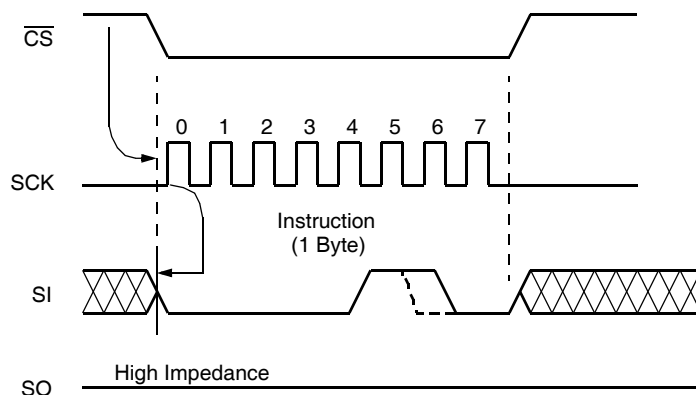 CS
0 1 2 3 4 5 6 7
SCK
Instruction
(1 Byte)
SI
High Impedance
SO